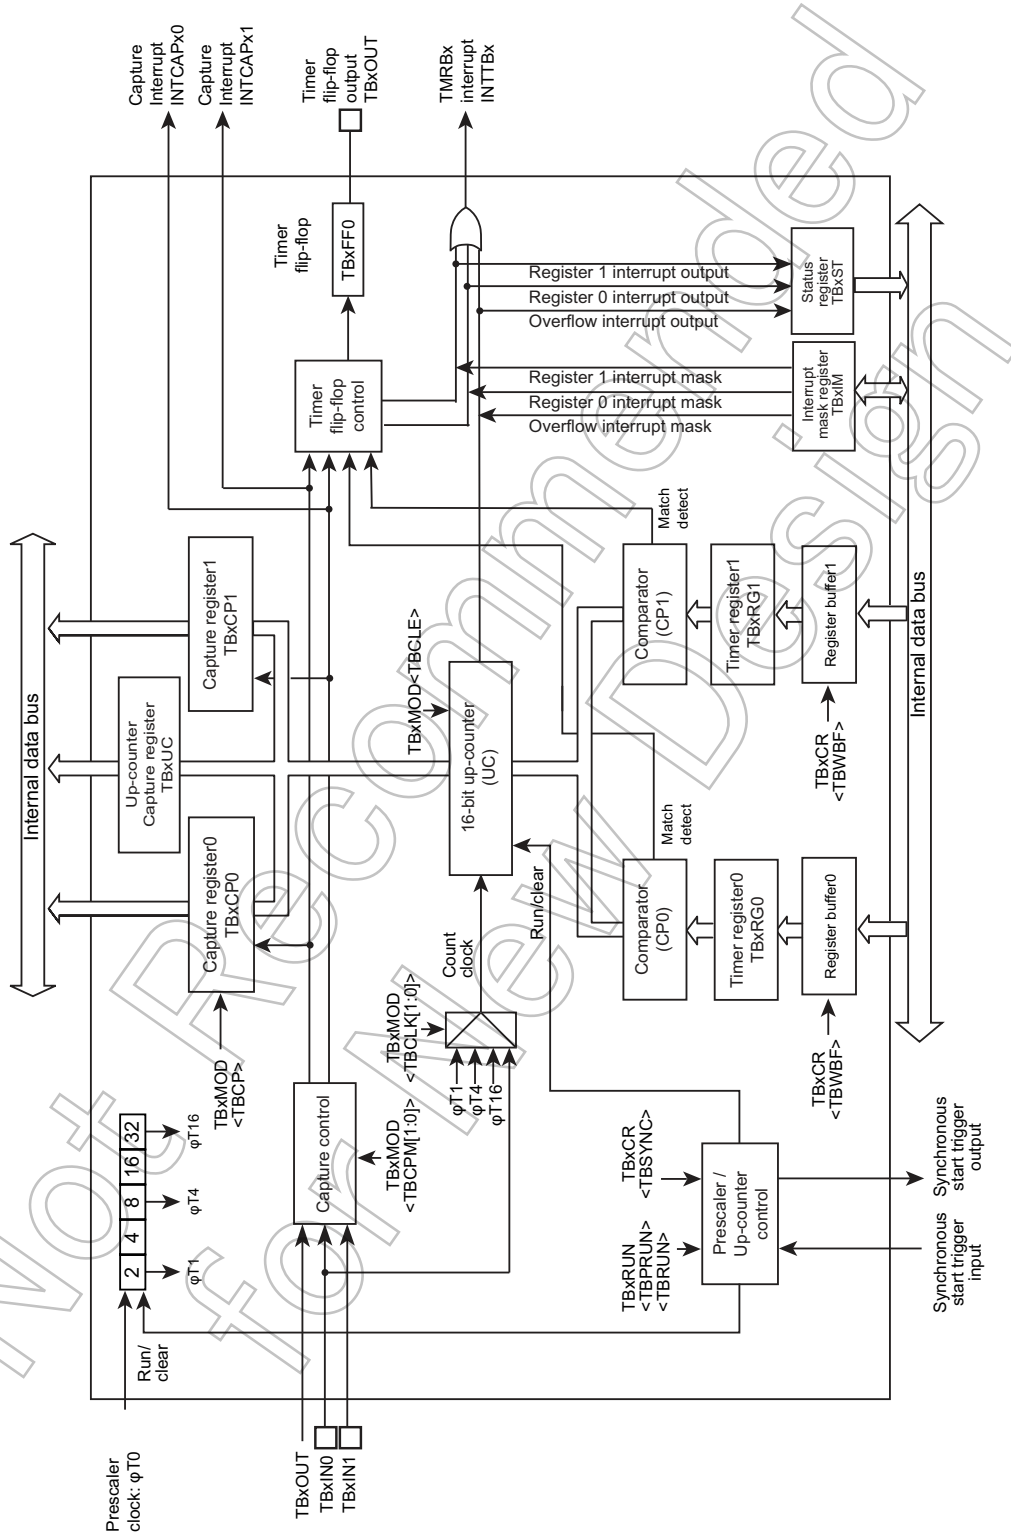 Prescaler
clock: φT0
Run/
clear
2
4
8
16
32
φT1
φT4
φT16
TBxOUT
TBxIN0
TBxIN1
Capture control
TBxMOD
<TBCPM[1:0]>
TBxMOD
<TBCP>
Internal data bus
Capture register0
TBxCP0
Up-counter
Capture register
TBxUC
Capture register1
TBxCP1
Capture
Interrupt
INTCAPx0
Capture
Interrupt
INTCAPx1
Timer
flip-flop
output
TBxOUT
TMRBx
interrupt
INTTBx
Timer
flip-flop
TBxFF0
Timer
flip-flop
control
TBxMOD
<TBCLK[1:0]>
φT1
φT4
φT16
Count
clock
TBxMOD<TBCLE>
16-bit up-counter
(UC)
Run/clear
Register 1 interrupt output
Register 0 interrupt output
Overflow interrupt output
Register 1 interrupt mask
Register 0 interrupt mask
Overflow interrupt mask
Status
register
TBxST
Interrupt
mask register
TBxIM
Match
detect
Comparator
(CP0)
Match
detect
Comparator
(CP1)
Timer register0
TBxRG0
Timer register1
TBxRG1
Register buffer0
Register buffer1
TBxCR
<TBWBF>
TBxCR
<TBWBF>
Internal data bus
TBxRUN
<TBPRUN>
<TBRUN>
TBxCR
<TBSYNC>
Prescaler /
Up-counter
control
Synchronous
start trigger
input
Synchronous
start trigger
output
Not Recommended
for New Design